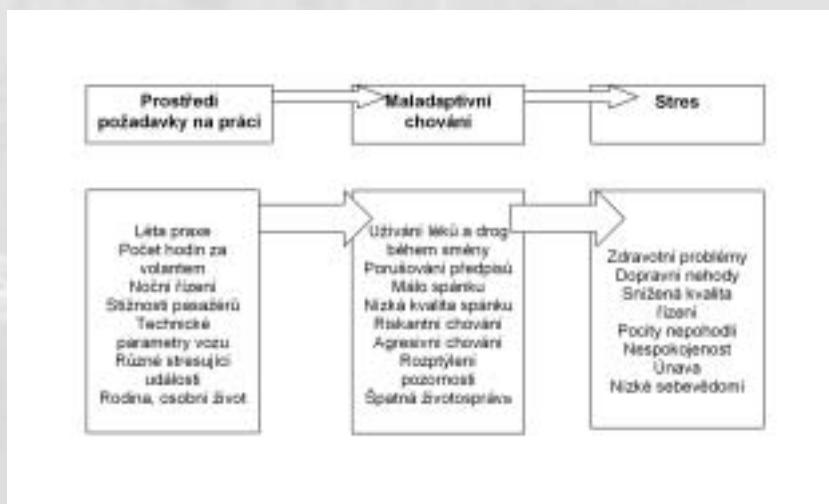 Prostředí
požadavky na práci
Maladaptivní
chování
Stres
Léta praxe
Počet hodin za
volantem
Noční řízení
Stížnosti pasažérů
Technické
parametry vozu
Různé stresující
události
Rodina, osobní život
Užívání léků a drog
během směny
Porušování předpisů
Málo spánku
Nízká kvalita spánku
Riskantní chování
Agresivní chování
Rozptýlení
pozornosti
Špatná životospráva
Zdravotní problémy
Dopravní nehody
Snížená kvalita
řízení
Pocity nepohodlí
Nespokojenost
Únava
Nízké sebevědomí